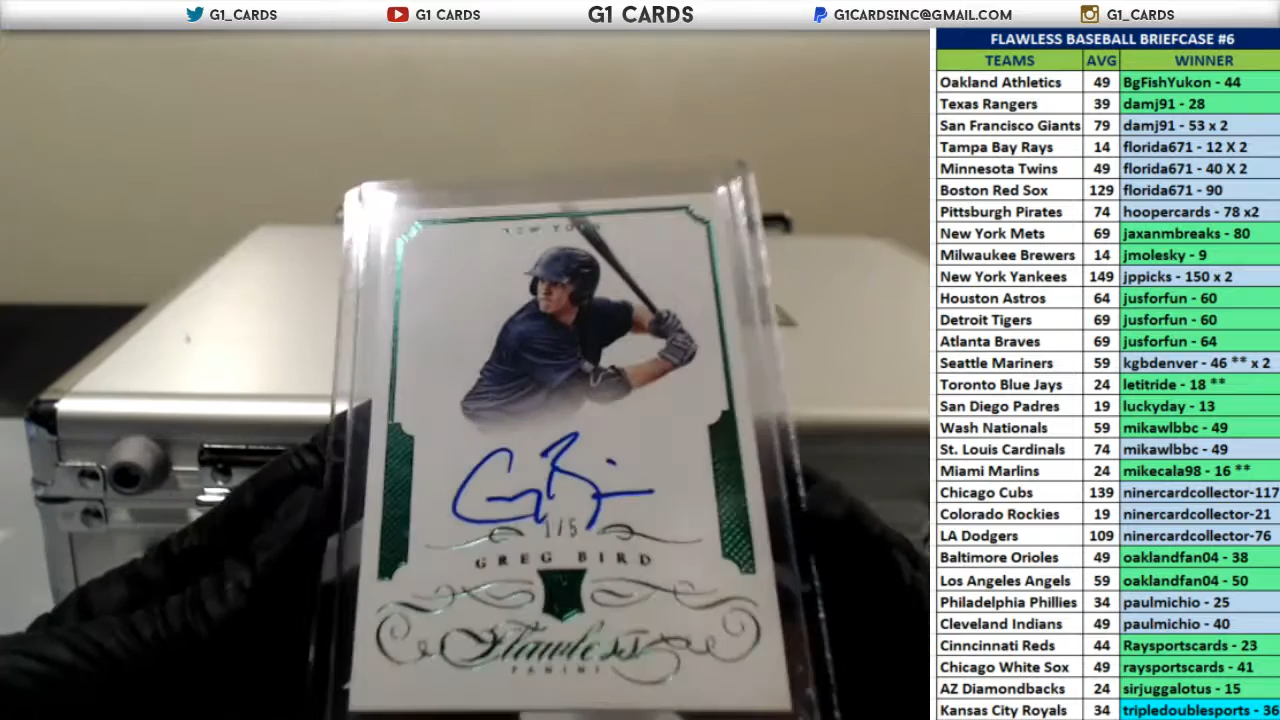 G1_CARDS
G1 CARDS
G1 CARDS
G1CARDSINC@GMAIL.COM
G1_CARDS
FLAWLESS BASEBALL BRIEFCASE #6
TEAMS AVG WINNER
Oakland Athletics 49 BgFishYukon - 44
Texas Rangers 39 damj91 - 28
San Francisco Giants 79 damj91 - 53 x 2
Tampa Bay Rays 14 florida671 - 12 X 2
Minnesota Twins 49 florida671 - 40 X 2
Boston Red Sox 129 florida671 - 90
Pittsburgh Pirates 74 hoopercards - 78 x2
New York Mets 69 jaxanmbreaks - 80
Milwaukee Brewers 14 jmolesky - 9
New York Yankees 149 jppicks - 150 x 2
Houston Astros 64 jusforfun - 60
Detroit Tigers 69 jusforfun - 60
Atlanta Braves 69 jusforfun - 64
Seattle Mariners 59 kgbdenver - 46 ** x 2
Toronto Blue Jays 24 letitride - 18 **
San Diego Padres 19 luckyday - 13
Wash Nationals 59 mikawlbbc - 49
St. Louis Cardinals 74 mikawlbbc - 49
Miami Marlins 24 mikecala98 - 16 **
Chicago Cubs 139 ninercardcollector-117
Colorado Rockies 19 ninercardcollector-21
LA Dodgers 109 ninercardcollector-76
Baltimore Orioles 49 oaklandfan04 - 38
Los Angeles Angels 59 oaklandfan04 - 50
Philadelphia Phillies 34 paulmichio - 25
Cleveland Indians 49 paulmichio - 40
Cinncinnati Reds 44 Raysportscards - 23
Chicago White Sox 49 raysportscards - 41
AZ Diamondbacks 24 sirjuggalotus - 15
Kansas City Royals 34 tripledoublesports - 36
NEW YORK
1/5
GREG BIRD
Flawless
PANINI